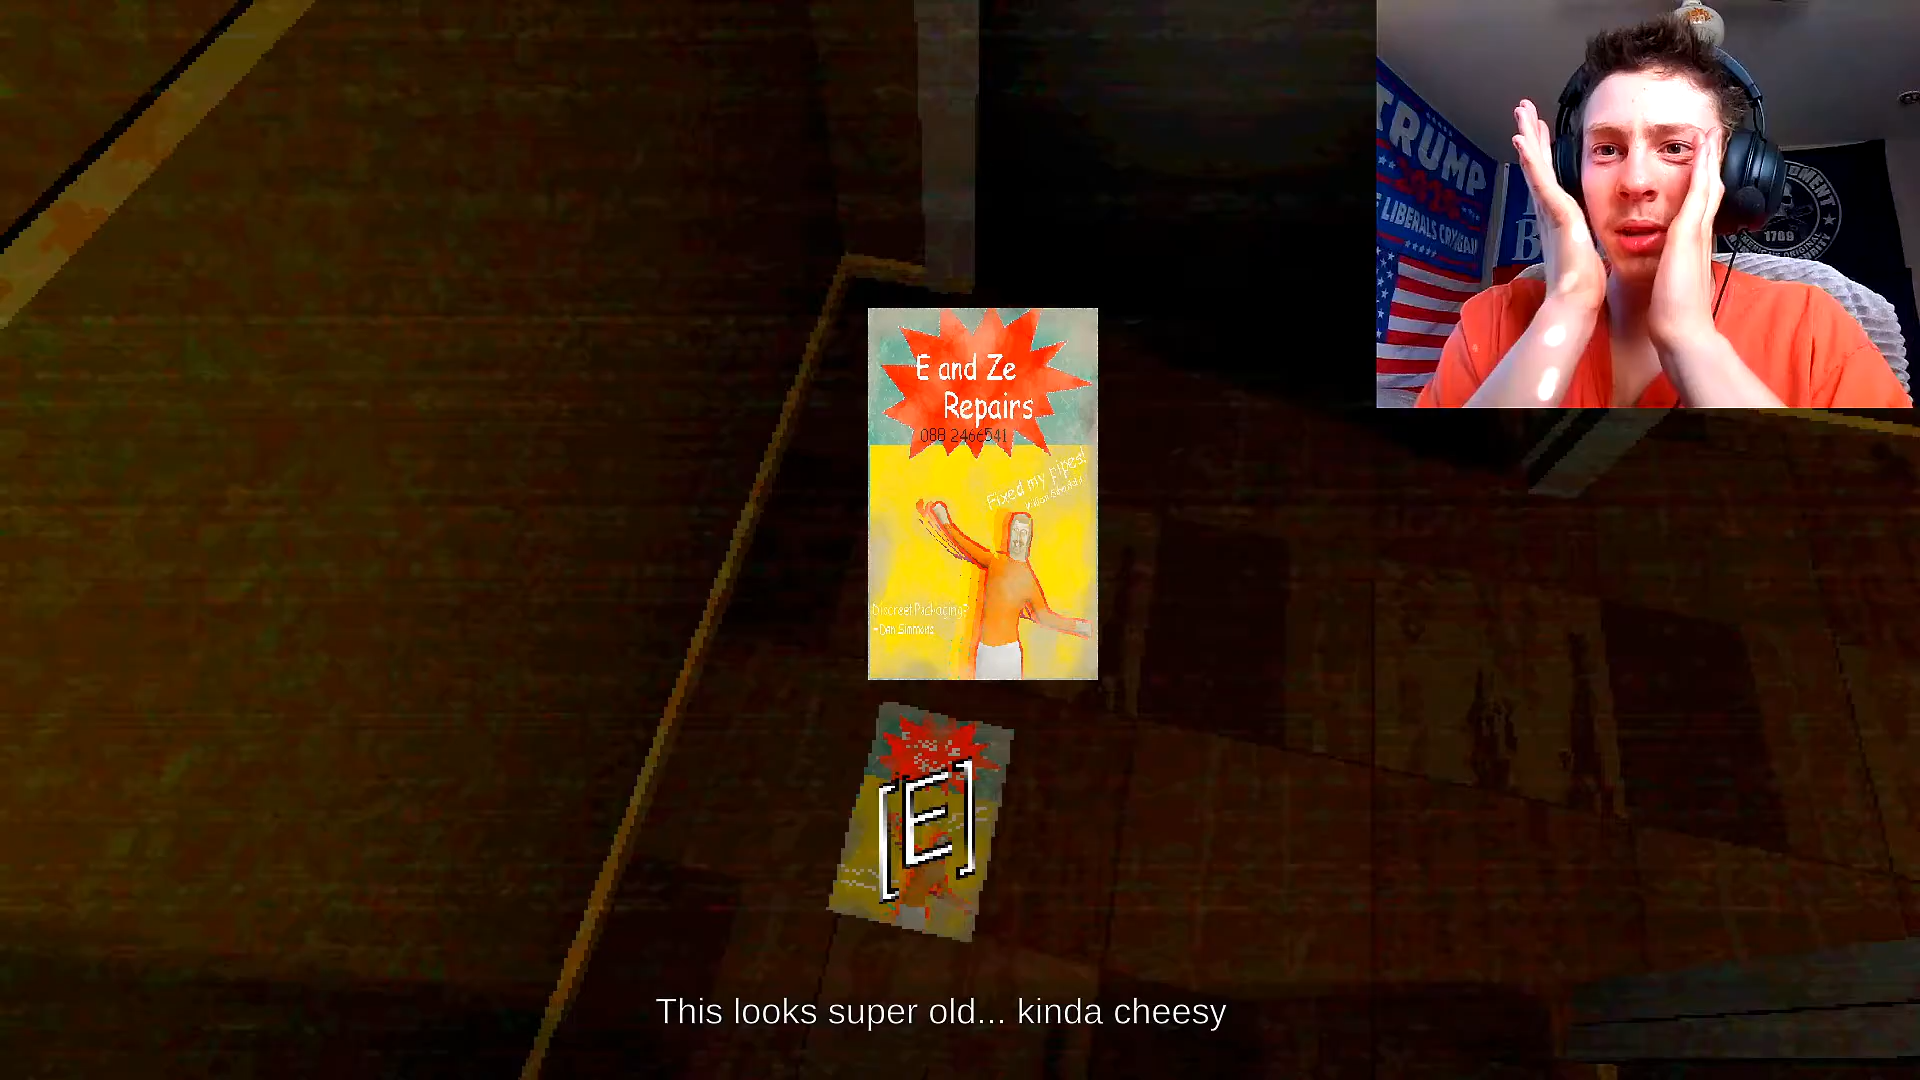 E and Ze
Repairs
088 2466541
Fixed my pipes!
Discreet Packaging?
-Dan Simmons
[E]
This looks super old... kinda cheesy
TRUMP
LIBERALS CRY AGAIN
1789